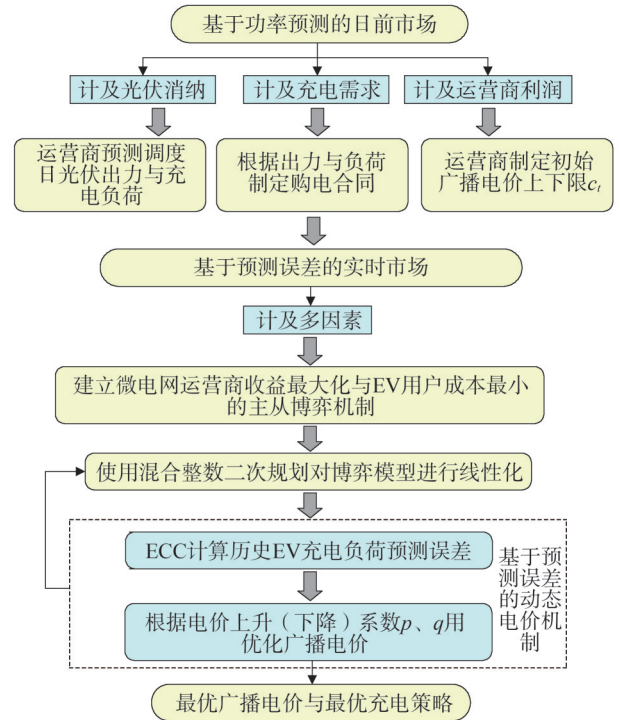 基于功率预测的日前市场
计及光伏消纳
计及充电需求
计及运营商利润
运营商预测调度
日光伏出力与充
电负荷
根据出力与负荷
制定购电合同
运营商制定初始
广播电价上下限c_t
基于预测误差的实时市场
计及多因素
建立微电网运营商收益最大化与EV用户成本最小
的主从博弈机制
使用混合整数二次规划对博弈模型进行线性化
ECC计算历史EV充电负荷预测误差
根据电价上升（下降）系数p、q用
优化广播电价
基于预
测误差
的动态
电价机
制
最优广播电价与最优充电策略